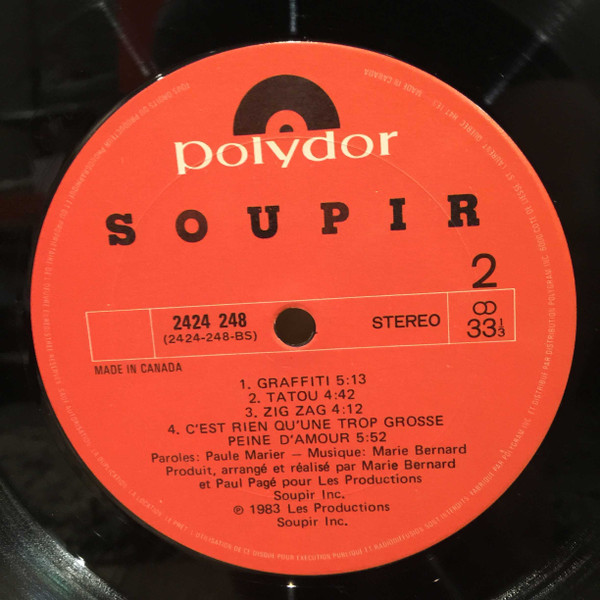 polydor
SOUPIR
2
2424 248
(2424-248-BS)
STEREO
33⅓
MADE IN CANADA
1. GRAFFITI 5:13
2. TATOU 4:42
3. ZIG ZAG 4:12
4. C'EST RIEN QU'UNE TROP GROSSE
PEINE D'AMOUR 5:52
Paroles: Paule Marier — Musique: Marie Bernard
Produit, arrangé et réalisé par Marie Bernard
et Paul Pagé pour Les Productions
Soupir Inc.
℗ 1983 Les Productions
Soupir Inc.
MADE IN CANADA